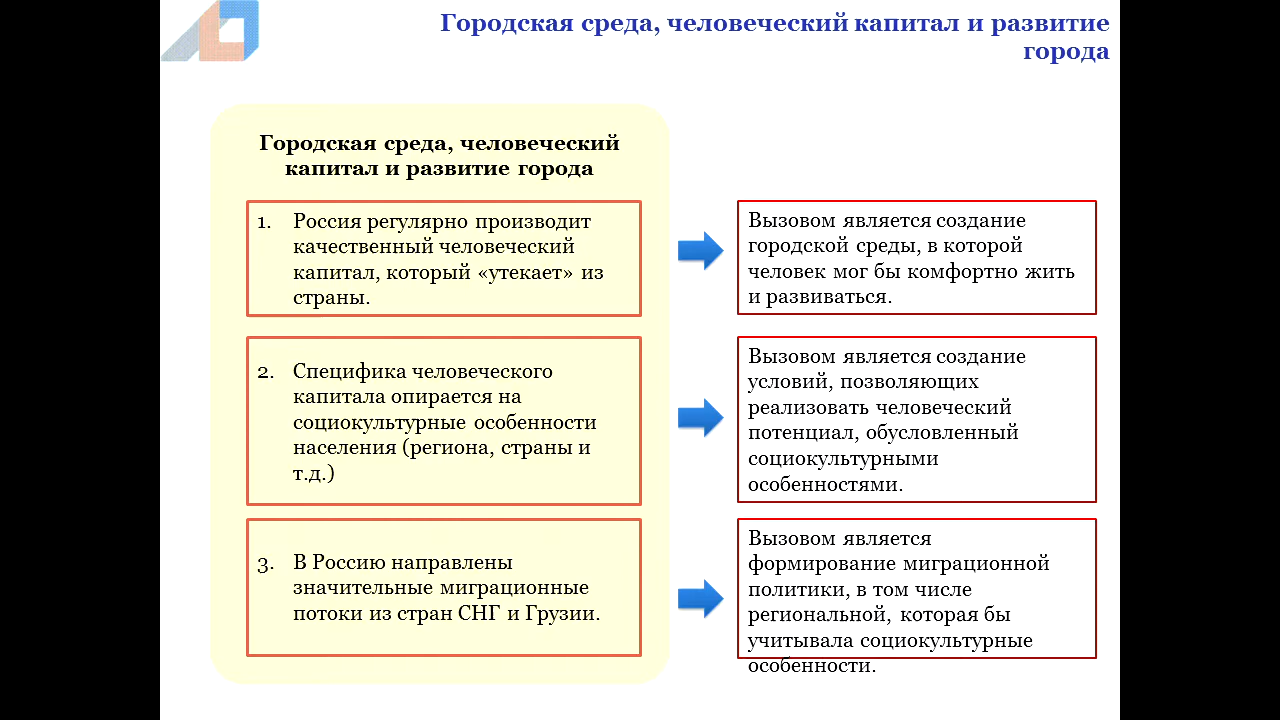 Городская среда, человеческий капитал и развитие
города
Городская среда, человеческий
капитал и развитие города
1. Россия регулярно производит
качественный человеческий
капитал, который «утекает» из
страны.
Вызовом является создание
городской среды, в которой
человек мог бы комфортно жить
и развиваться.
2. Специфика человеческого
капитала опирается на
социокультурные особенности
населения (региона, страны и
т.д.)
Вызовом является создание
условий, позволяющих
реализовать человеческий
потенциал, обусловленный
социокультурными
особенностями.
3. В Россию направлены
значительные миграционные
потоки из стран СНГ и Грузии.
Вызовом является
формирование миграционной
политики, в том числе
региональной, которая бы
учитывала социокультурные
особенности.